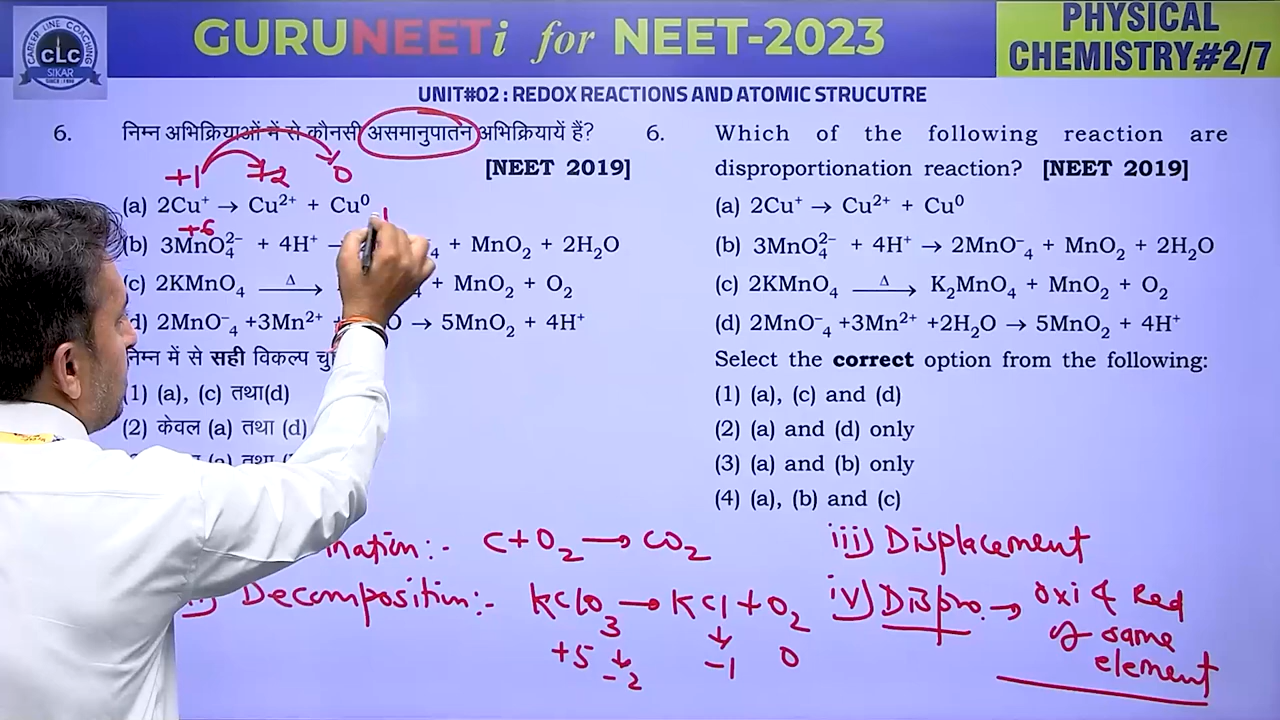 CAREER LINE COACHING
CLC
SIKAR
GURUNEETi for NEET-2023
PHYSICAL
CHEMISTRY#2/7
UNIT#02 : REDOX REACTIONS AND ATOMIC STRUCUTRE
6. निम्न अभिक्रियाओं में से कौनसी असमानुपातन अभिक्रियायें हैं?
[NEET 2019]
+1 +2 0
(a) 2Cu⁺ → Cu²⁺ + Cu⁰
+6
(b) 3MnO₄²⁻ + 4H⁺ – ₄ + MnO₂ + 2H₂O
(c) 2KMnO₄ —Δ→ ₄ + MnO₂ + O₂
d) 2MnO⁻₄ +3Mn²⁺ + O → 5MnO₂ + 4H⁺
निम्न में से सही विकल्प चु
1) (a), (c) तथा(d)
(2) केवल (a) तथा (d)
(a) तथा (
6. Which of the following reaction are
disproportionation reaction? [NEET 2019]
(a) 2Cu⁺ → Cu²⁺ + Cu⁰
(b) 3MnO₄²⁻ + 4H⁺ → 2MnO⁻₄ + MnO₂ + 2H₂O
(c) 2KMnO₄ —Δ→ K₂MnO₄ + MnO₂ + O₂
(d) 2MnO⁻₄ +3Mn²⁺ +2H₂O → 5MnO₂ + 4H⁺
Select the correct option from the following:
(1) (a), (c) and (d)
(2) (a) and (d) only
(3) (a) and (b) only
(4) (a), (b) and (c)
nation:- C+O₂ → CO₂
ii) Decomposition:- KClO₃ → KCl + O₂
+5 -2 -1 0
iii) Displacement
iv) Dispro. → Oxi & Red
of same
element